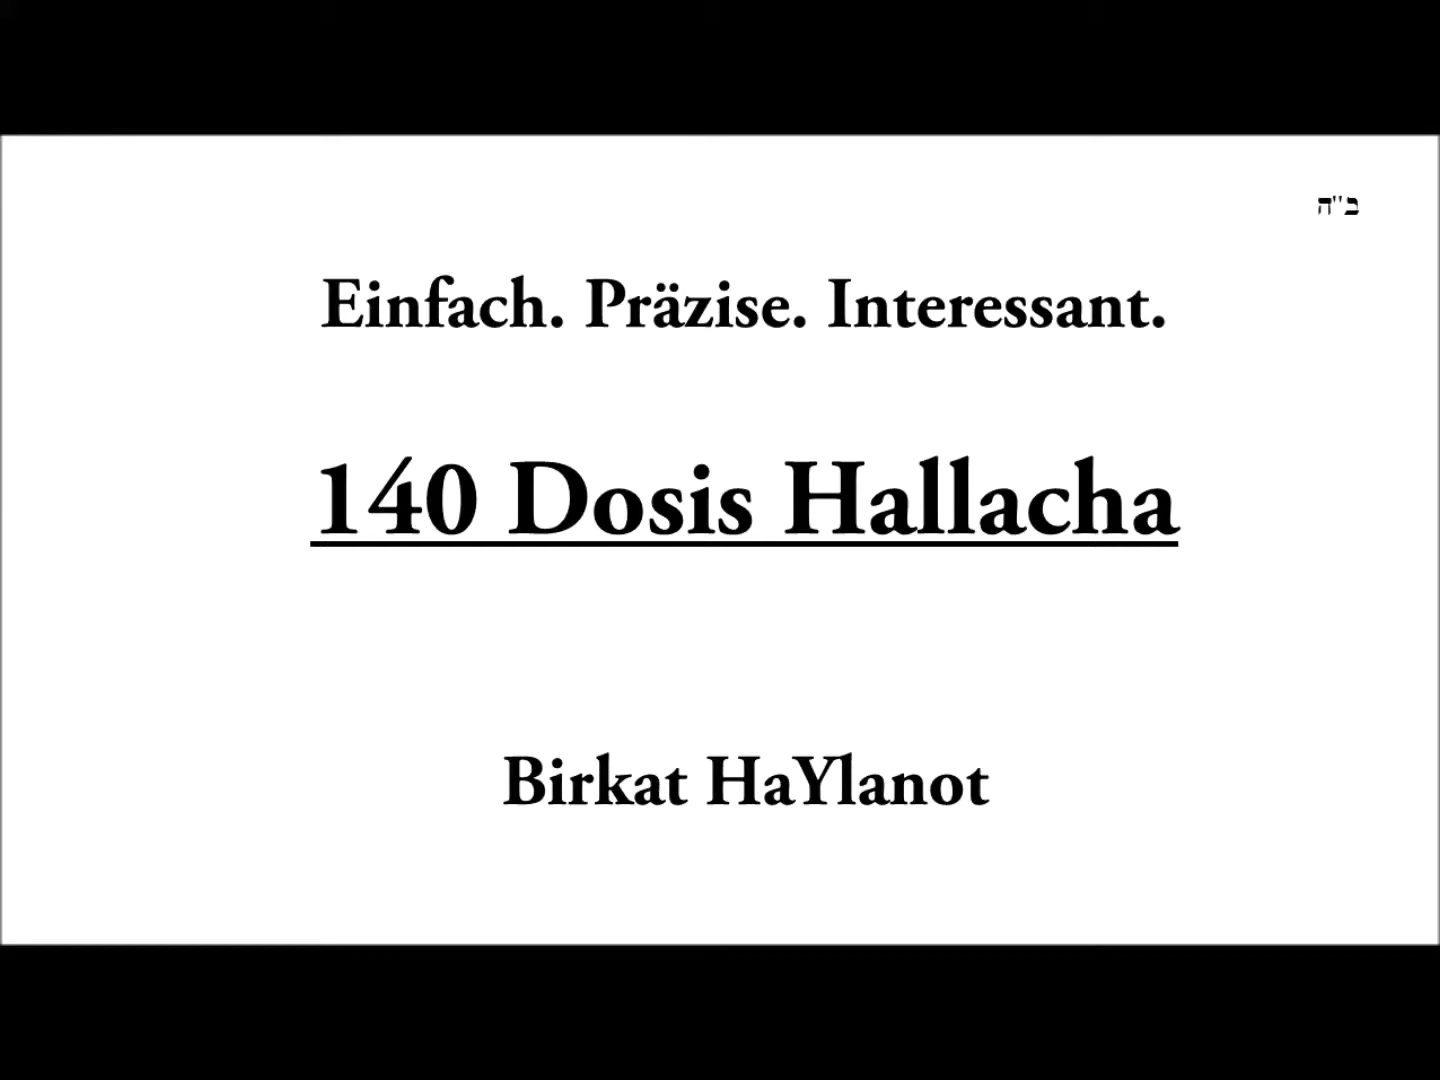 ב"ה
Einfach. Präzise. Interessant.
140 Dosis Hallacha
Birkat HaYlanot